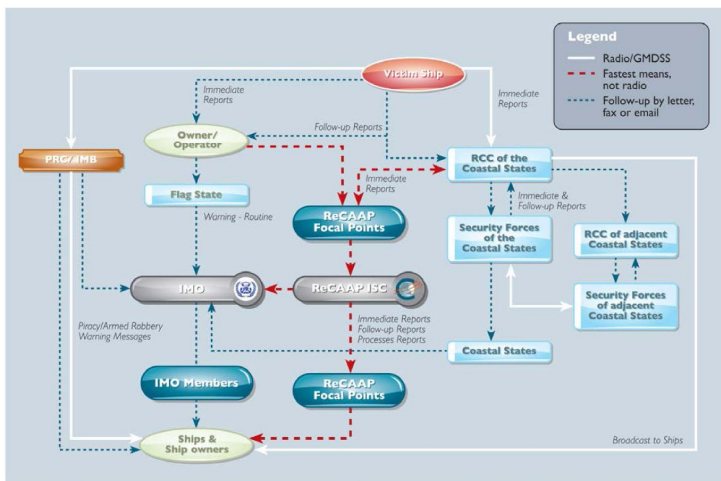 Legend
Radio/GMDSS
Fastest means,
not radio
Follow-up by letter,
fax or email
Victim Ship
Immediate
Reports
Immediate
Reports
Follow-up Reports
Owner/
Operator
PRC/IMB
RCC of the
Coastal States
Immediate
Reports
Flag State
Immediate &
Follow-up Reports
Warning - Routine
ReCAAP
Focal Points
Security Forces
of the
Coastal States
RCC of adjacent
Coastal States
IMO
ReCAAP ISC
Security Forces
of adjacent
Coastal States
Piracy/Armed Robbery
Warning Messages
Immediate Reports
Follow-up Reports
Processes Reports
Coastal States
IMO Members
ReCAAP
Focal Points
Ships &
Ship owners
Broadcast to Ships